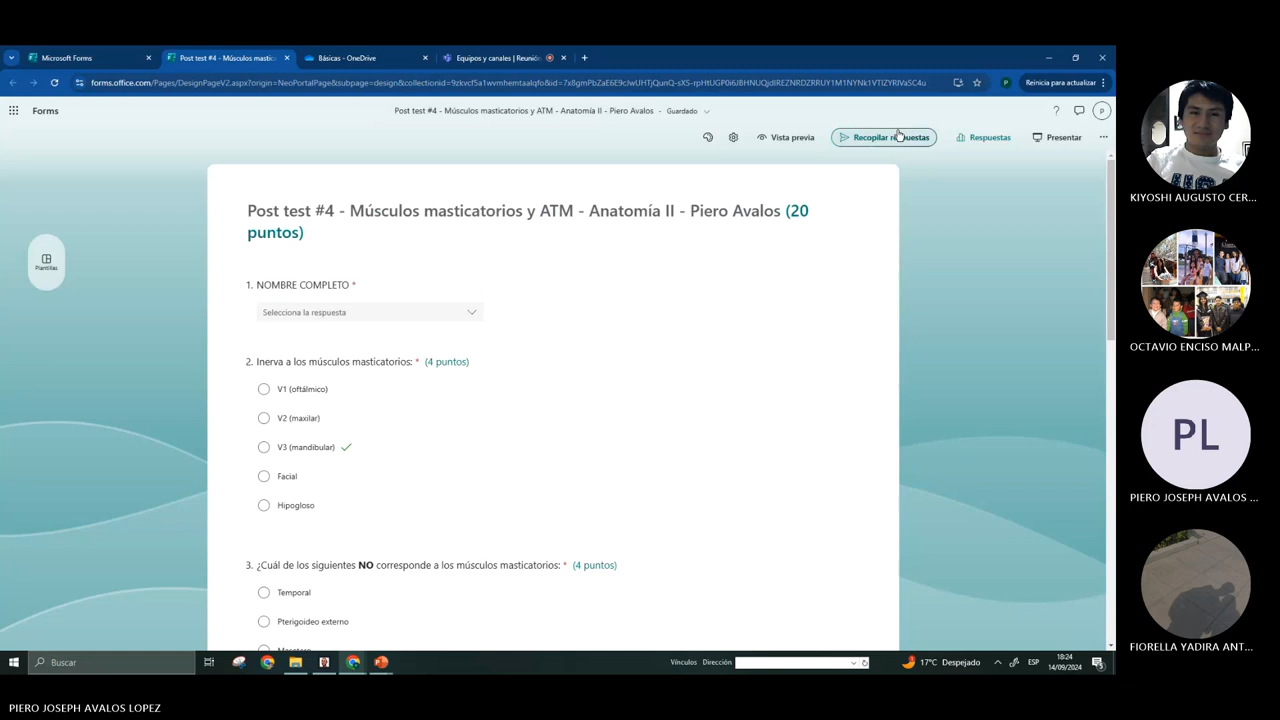 Microsoft Forms
Post test #4 - Músculos masticato
Básicas - OneDrive
Equipos y canales | Reunión
Reinicia para actualizar
Forms
Post test #4 - Músculos masticatorios y ATM - Anatomía II - Piero Avalos - Guardado
P
Vista previa
Recopilar respuestas
Respuestas
Presentar
Plantillas
Post test #4 - Músculos masticatorios y ATM - Anatomía II - Piero Avalos (20
puntos)
1. NOMBRE COMPLETO *
Selecciona la respuesta
2. Inerva a los músculos masticatorios: * (4 puntos)
V1 (oftálmico)
V2 (maxilar)
V3 (mandibular)
Facial
Hipogloso
3. ¿Cuál de los siguientes NO corresponde a los músculos masticatorios: * (4 puntos)
Temporal
Pterigoideo externo
KIYOSHI AUGUSTO CER...
OCTAVIO ENCISO MALP...
PL
PIERO JOSEPH AVALOS ...
FIORELLA YADIRA ANT...
Buscar
Vínculos
Dirección
17°C Despejado
ESP
18:24
14/09/2024
PIERO JOSEPH AVALOS LOPEZ